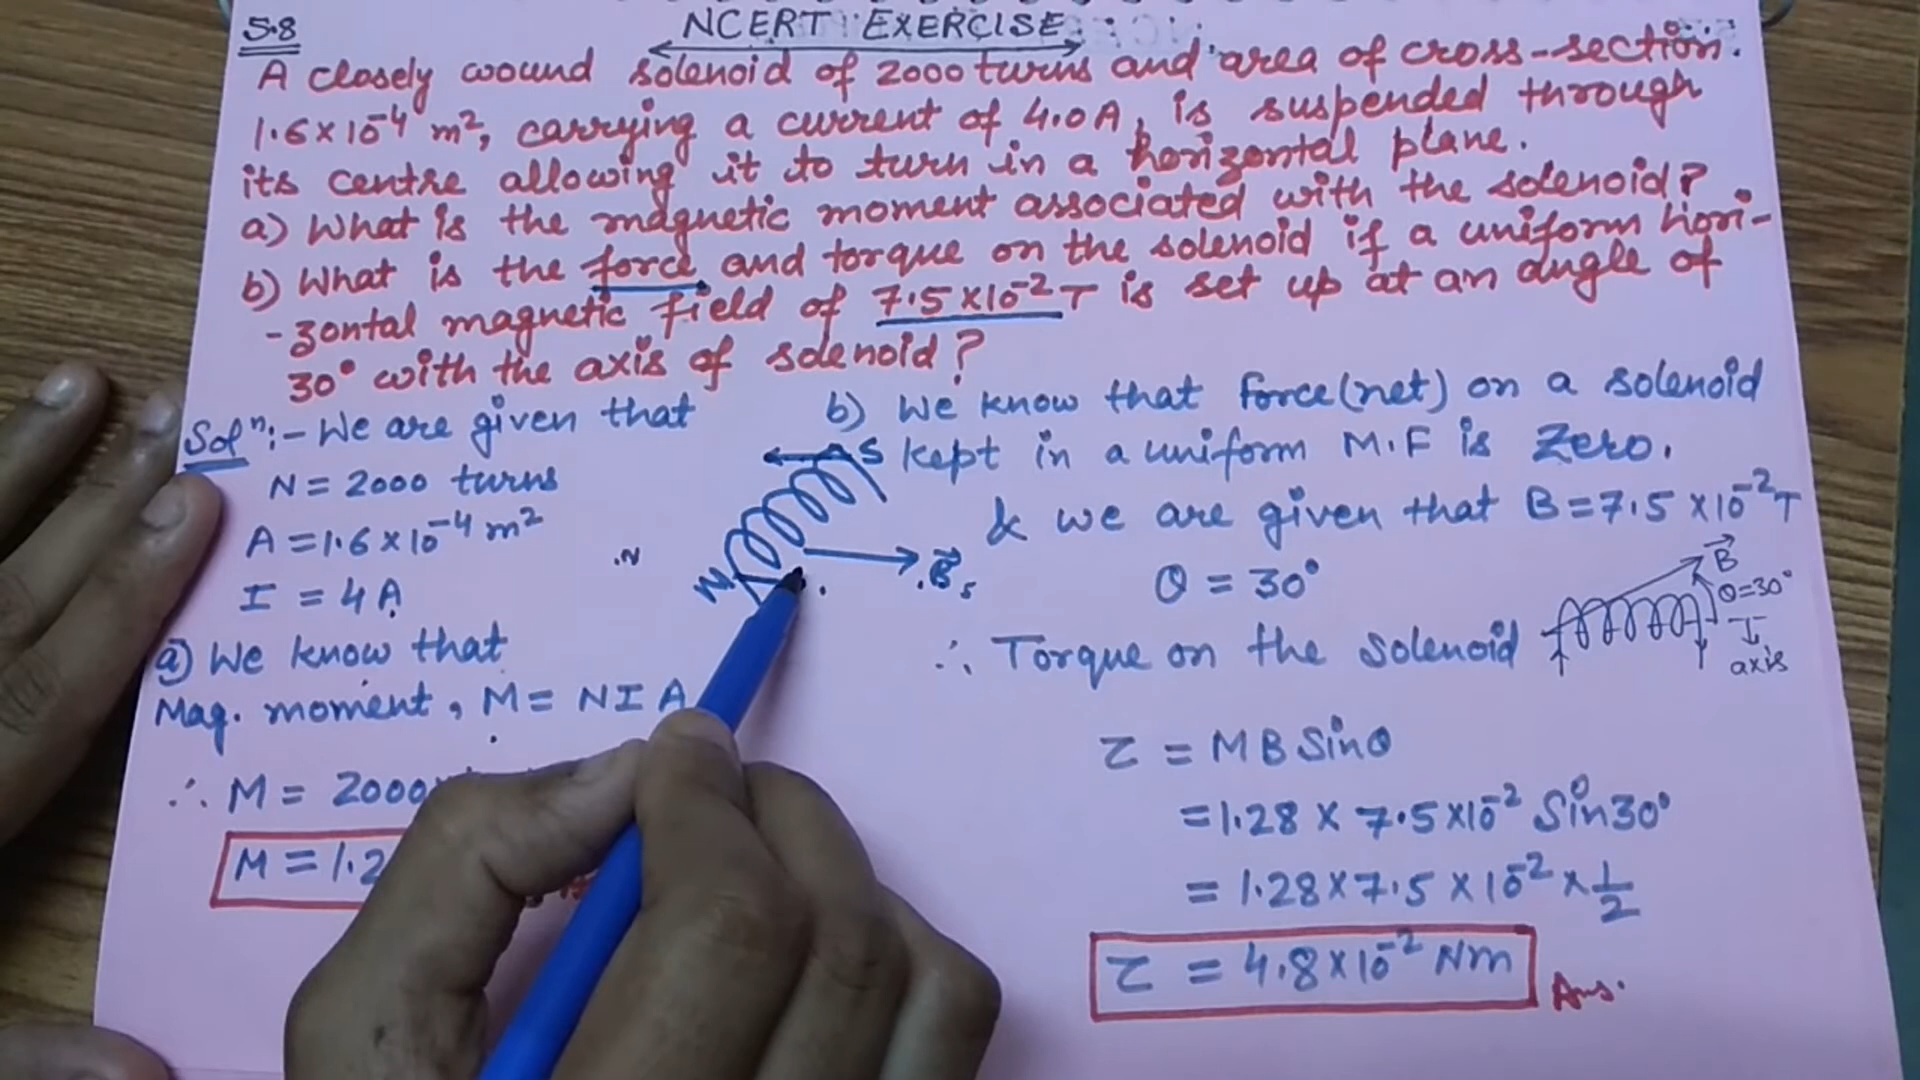 5.8
NCERT EXERCISE
A closely wound solenoid of 2000 turns and area of cross-section.
1.6×10⁻⁴ m², carrying a current of 4.0A, is suspended through
its centre allowing it to turn in a horizontal plane.
a) What is the magnetic moment associated with the solenoid?
b) What is the force and torque on the solenoid if a uniform hori-
-zontal magnetic field of 7.5×10⁻² T is set up at an angle of
30° with the axis of solenoid?
Solⁿ:- We are given that
N = 2000 turns
A = 1.6×10⁻⁴ m²
I = 4A
a) We know that
Mag. moment, M = NIA
∴ M = 2000
M = 1.2
N
S
N
B⃗
s
b) We know that force(net) on a solenoid
kept in a uniform M.F is Zero.
& we are given that B = 7.5×10⁻² T
θ = 30°
B⃗
θ=30°
axis
∴ Torque on the solenoid
τ = MBSinθ
= 1.28 × 7.5×10⁻² Sin30°
= 1.28×7.5×10⁻² × 1/2
τ = 4.8×10⁻² Nm
Ans.